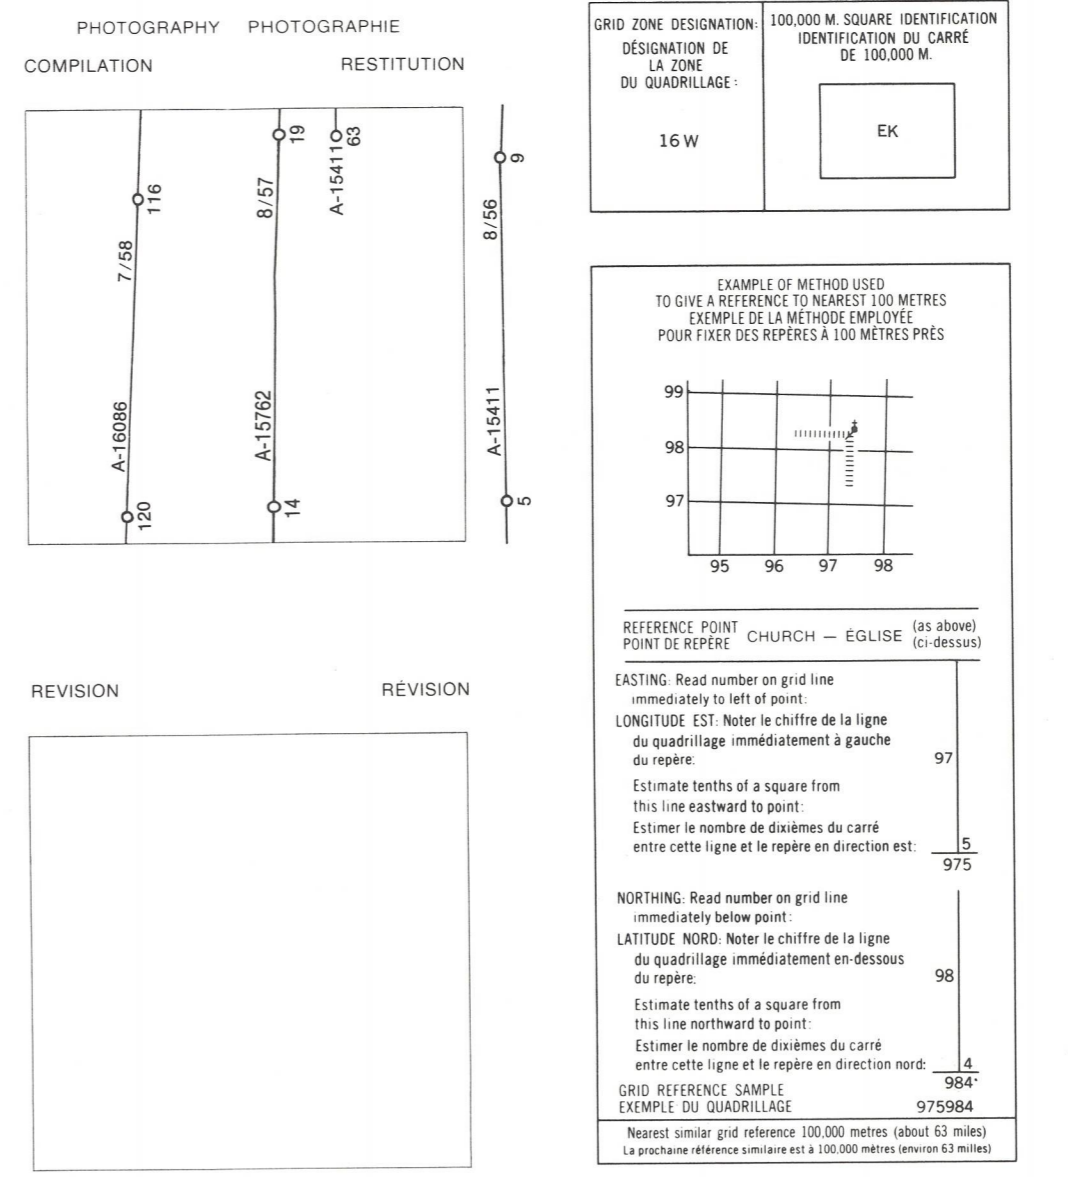 PHOTOGRAPHY PHOTOGRAPHIE
COMPILATION RESTITUTION
116
7/58
A-16086
120
19
8/57
A-15762
14
63
A-15411
9
8/56
A-15411
5
REVISION RÉVISION
GRID ZONE DESIGNATION:
DÉSIGNATION DE
LA ZONE
DU QUADRILLAGE:
16 W
100,000 M. SQUARE IDENTIFICATION
IDENTIFICATION DU CARRÉ
DE 100,000 M.
EK
EXAMPLE OF METHOD USED
TO GIVE A REFERENCE TO NEAREST 100 METRES
EXEMPLE DE LA MÉTHODE EMPLOYÉE
POUR FIXER DES REPÈRES À 100 MÈTRES PRÈS
99
98
97
95 96 97 98
REFERENCE POINT
POINT DE REPÈRE
CHURCH — ÉGLISE
(as above)
(ci-dessus)
EASTING: Read number on grid line
immediately to left of point:
LONGITUDE EST: Noter le chiffre de la ligne
du quadrillage immédiatement à gauche
du repère: 97
Estimate tenths of a square from
this line eastward to point:
Estimer le nombre de dixièmes du carré
entre cette ligne et le repère en direction est: 5
975
NORTHING: Read number on grid line
immediately below point:
LATITUDE NORD: Noter le chiffre de la ligne
du quadrillage immédiatement en-dessous
du repère: 98
Estimate tenths of a square from
this line northward to point:
Estimer le nombre de dixièmes du carré
entre cette ligne et le repère en direction nord: 4
984
GRID REFERENCE SAMPLE
EXEMPLE DU QUADRILLAGE 975984
Nearest similar grid reference 100,000 metres (about 63 miles)
La prochaine référence similaire est à 100,000 mètres (environ 63 milles)